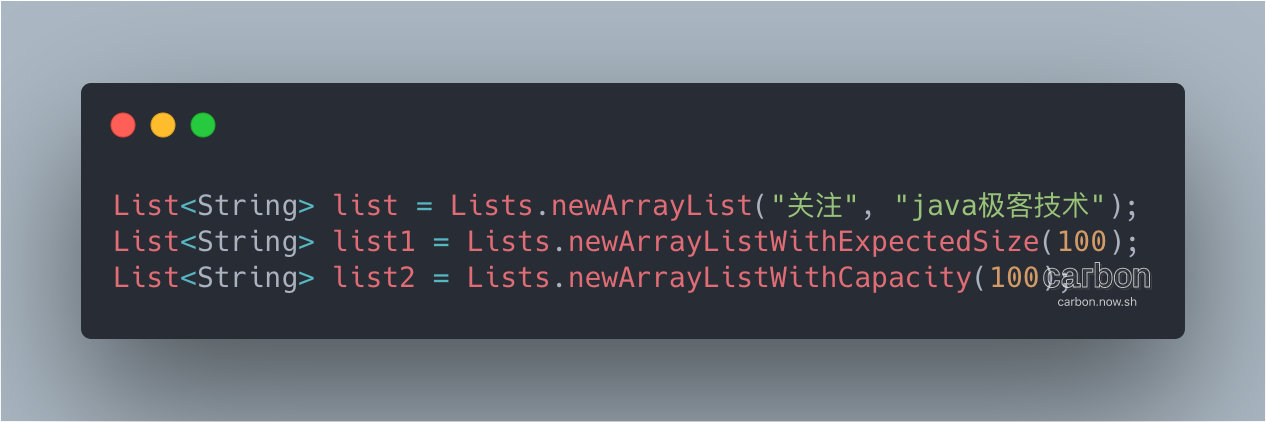 List<String> list = Lists.newArrayList("关注", "java极客技术");
List<String> list1 = Lists.newArrayListWithExpectedSize(100);
List<String> list2 = Lists.newArrayListWithCapacity(100);
carbon
carbon.now.sh